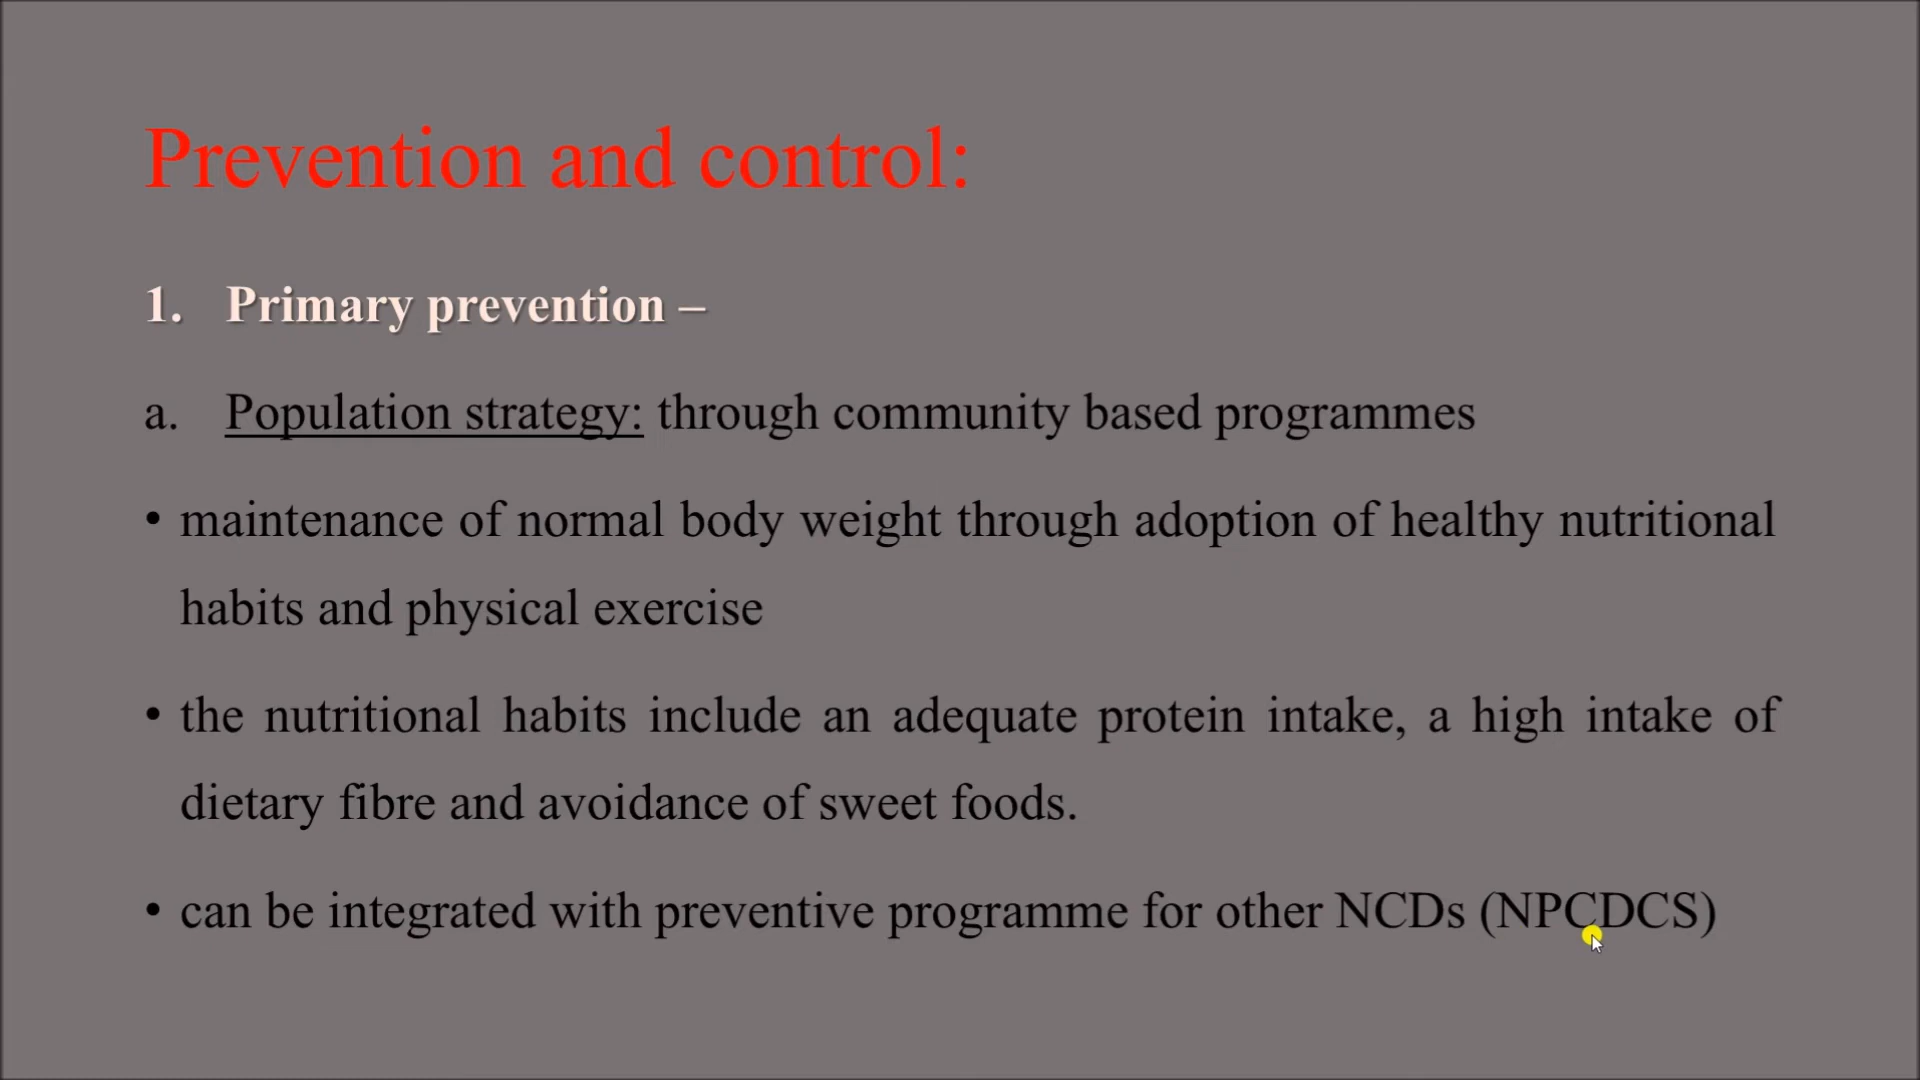 Prevention and control:
1. Primary prevention –
a. Population strategy: through community based programmes
• maintenance of normal body weight through adoption of healthy nutritional
habits and physical exercise
• the nutritional habits include an adequate protein intake, a high intake of
dietary fibre and avoidance of sweet foods.
• can be integrated with preventive programme for other NCDs (NPCDCS)